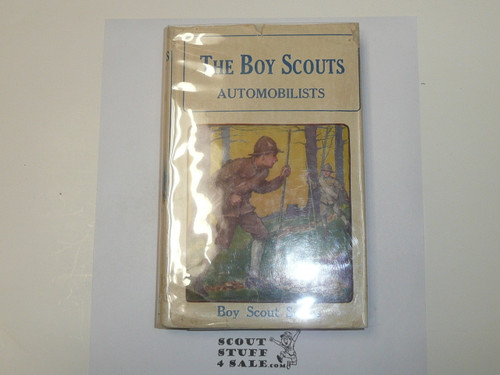 THE BOY SCOUTS
AUTOMOBILISTS
Boy Scout
SCOUT
STUFF
4 SALE.COM